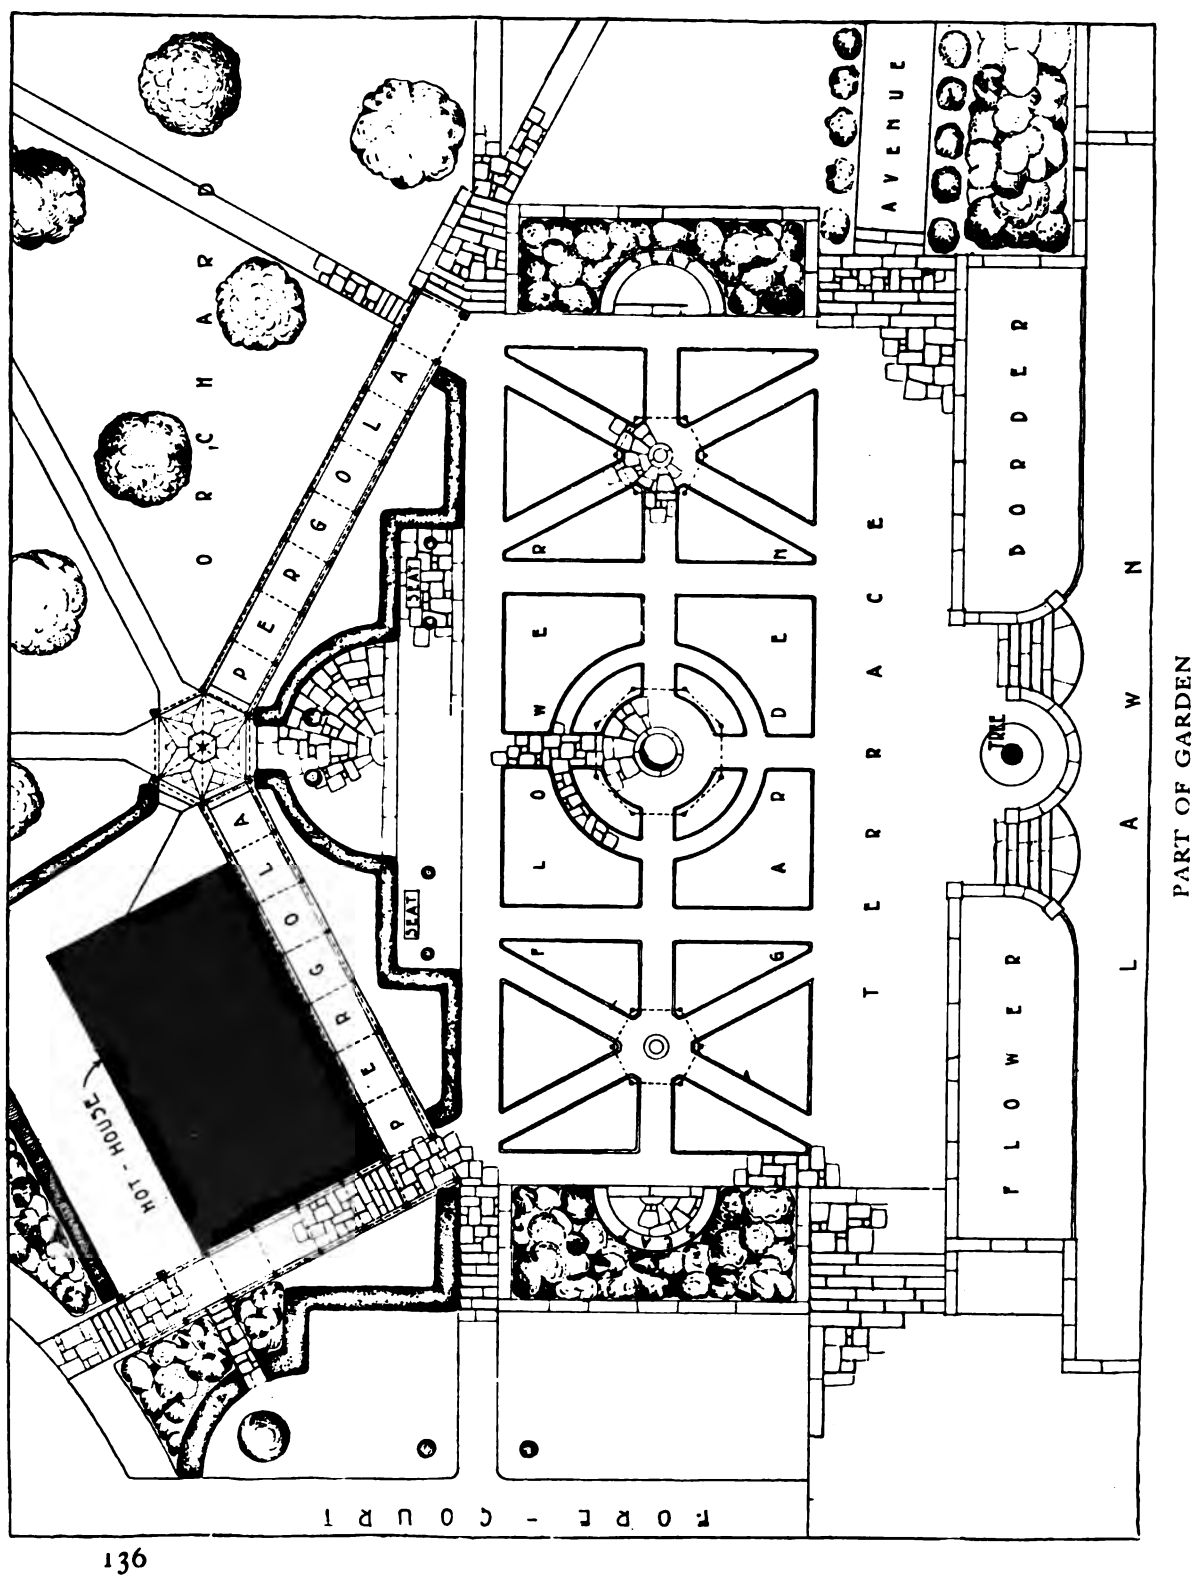 ORCHARD
PERGOLA
PERGOLA
HOT-HOUSE
SEAT
SEAT
FLOWER
GARDEN
TERRACE
AVENUE
TREE
FLOWER BORDER
LAWN
FORE-COURT
PART OF GARDEN
136